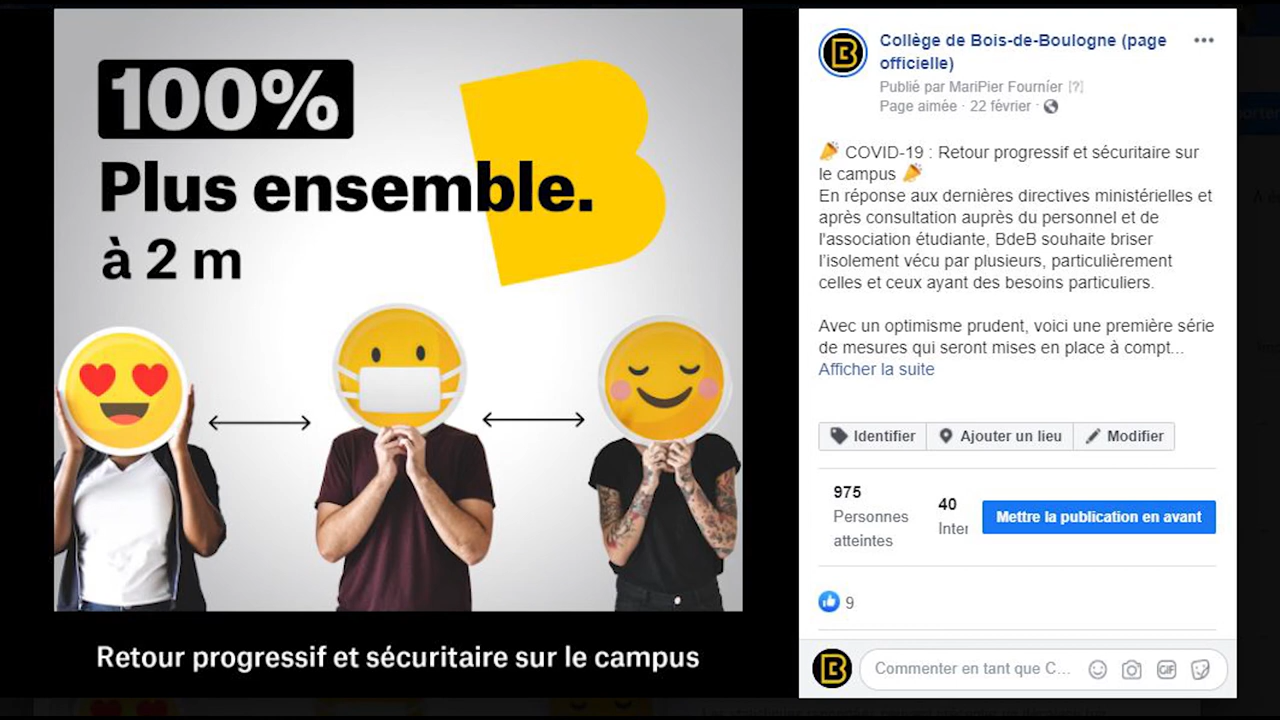 100%
Plus ensemble.
à 2 m
Retour progressif et sécuritaire sur le campus
Collège de Bois-de-Boulogne (page
officielle)
Publié par MariPier Fournier [?]
Page aimée · 22 février ·
COVID-19 : Retour progressif et sécuritaire sur
le campus
En réponse aux dernières directives ministérielles et
après consultation auprès du personnel et de
l'association étudiante, BdeB souhaite briser
l'isolement vécu par plusieurs, particulièrement
celles et ceux ayant des besoins particuliers.
Avec un optimisme prudent, voici une première série
de mesures qui seront mises en place à compt...
Afficher la suite
Identifier Ajouter un lieu Modifier
975
Personnes
atteintes
40
Inter
Mettre la publication en avant
9
Commenter en tant que C...
GIF